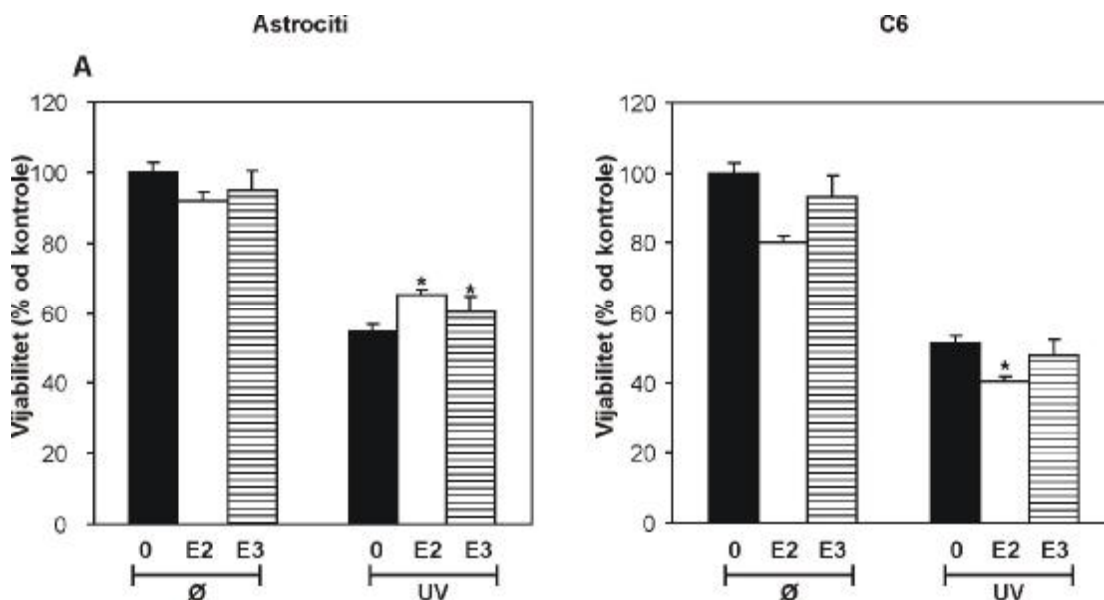 Astrociti
C6
A
Vijabilitet (% od kontrole)
120
100
80
60
40
20
0
*
*
0 E2 E3 0 E2 E3
Ø UV
Vijabilitet (% od kontrole)
120
100
80
60
40
20
0
*
0 E2 E3 0 E2 E3
Ø UV